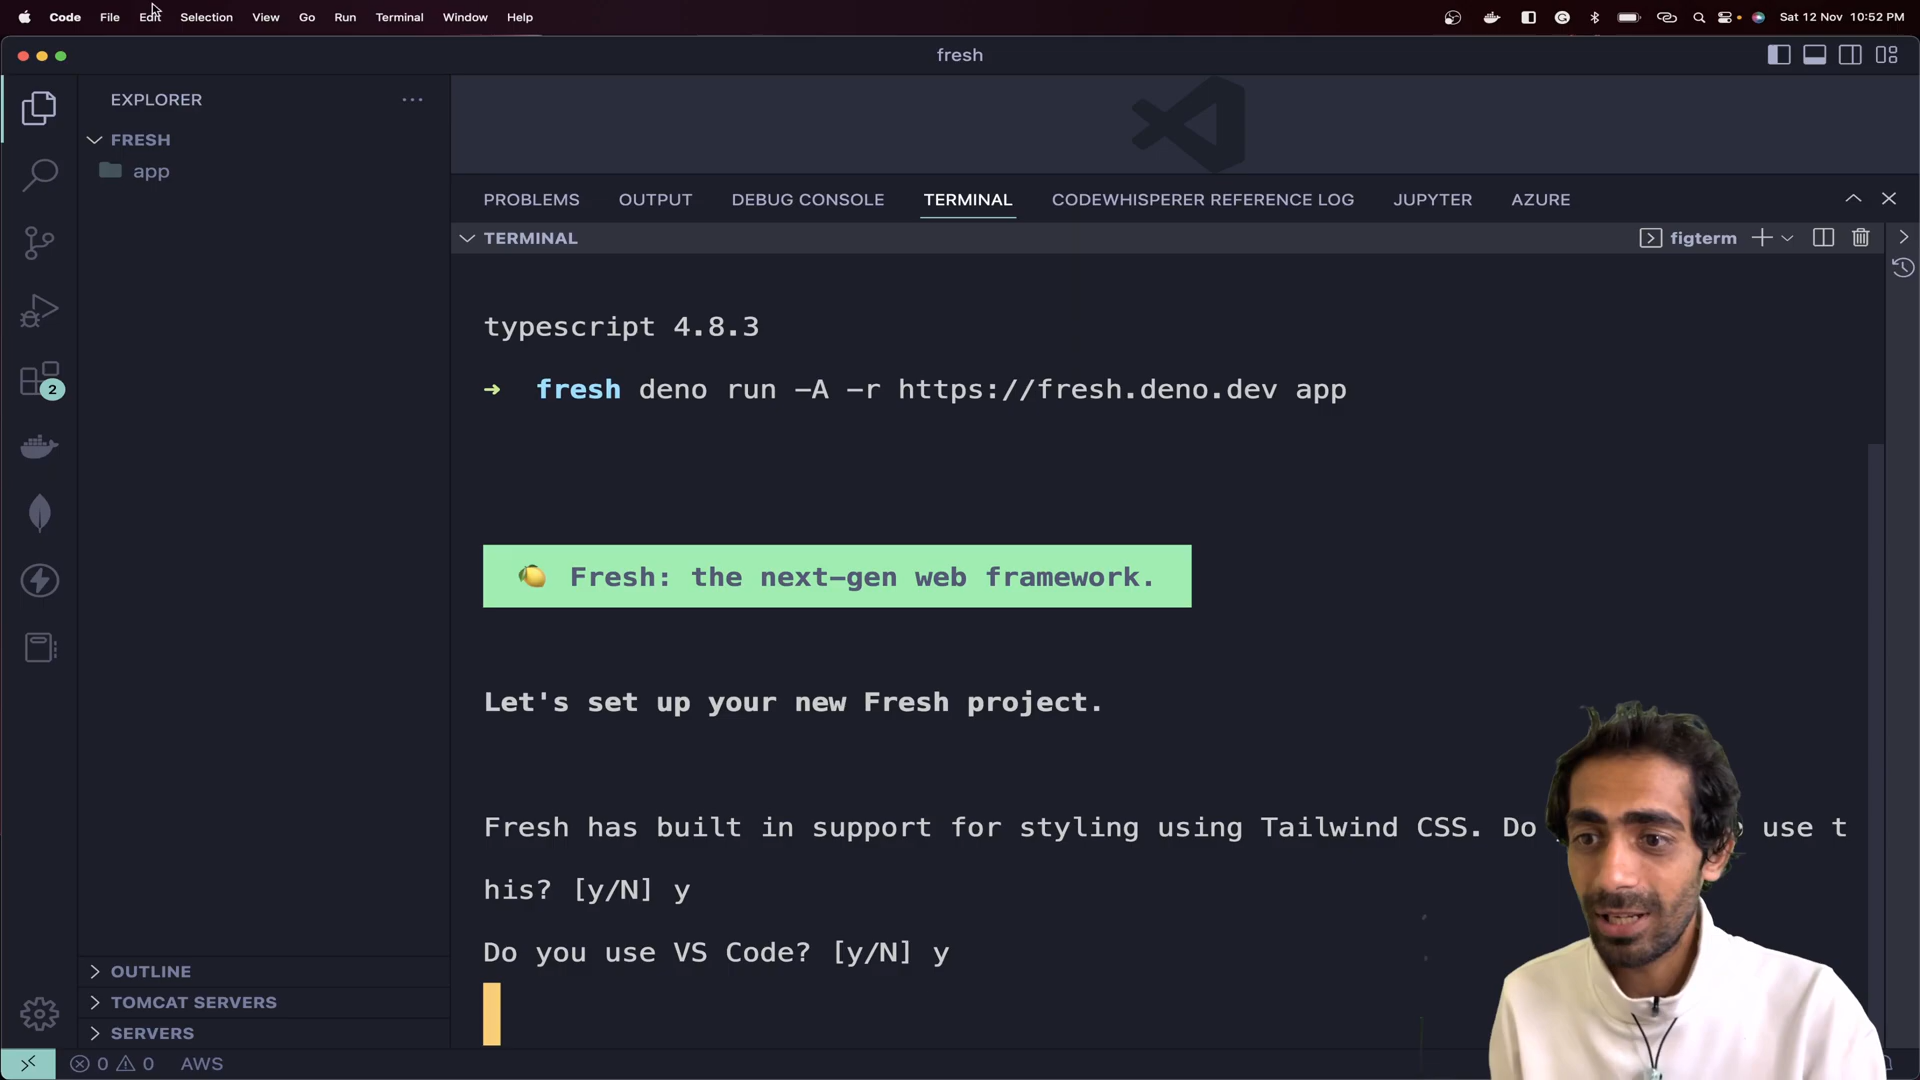 Code File Edit Selection View Go Run Terminal Window Help Sat 12 Nov 10:52 PM
fresh
EXPLORER
FRESH
app
PROBLEMS OUTPUT DEBUG CONSOLE TERMINAL CODEWHISPERER REFERENCE LOG JUPYTER AZURE
TERMINAL figterm
typescript 4.8.3
➜ fresh deno run -A -r https://fresh.deno.dev app
2
🍋 Fresh: the next-gen web framework.
Let's set up your new Fresh project.
Fresh has built in support for styling using Tailwind CSS. Do use t
his? [y/N] y
Do you use VS Code? [y/N] y
OUTLINE
TOMCAT SERVERS
SERVERS
0 0 AWS